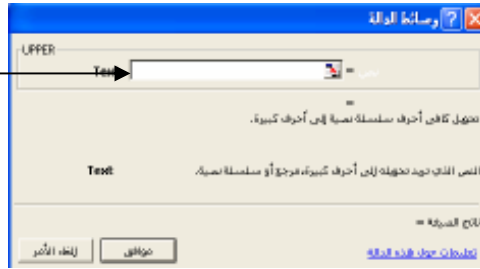 وسائط الدالة
UPPER
Text
= نص
=
تحويل كافة أحرف سلسلة نصية إلى أحرف كبيرة.
Text النص الذي تريد تحويله إلى أحرف كبيرة، مرجع أو سلسلة نصية.
ناتج الصيغة =
تعليمات حول هذه الدالة
موافق
إلغاء الأمر